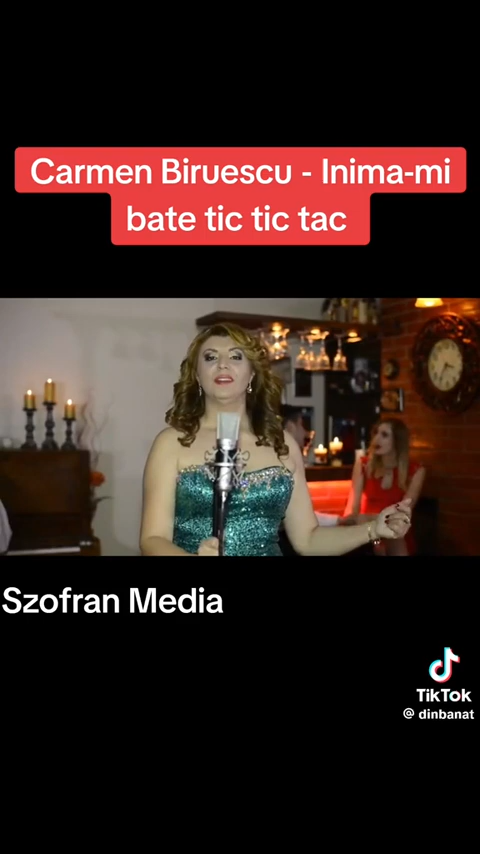 Carmen Biruescu - Inima-mi
bate tic tic tac
Szofran Media
TikTok
@ dinbanat